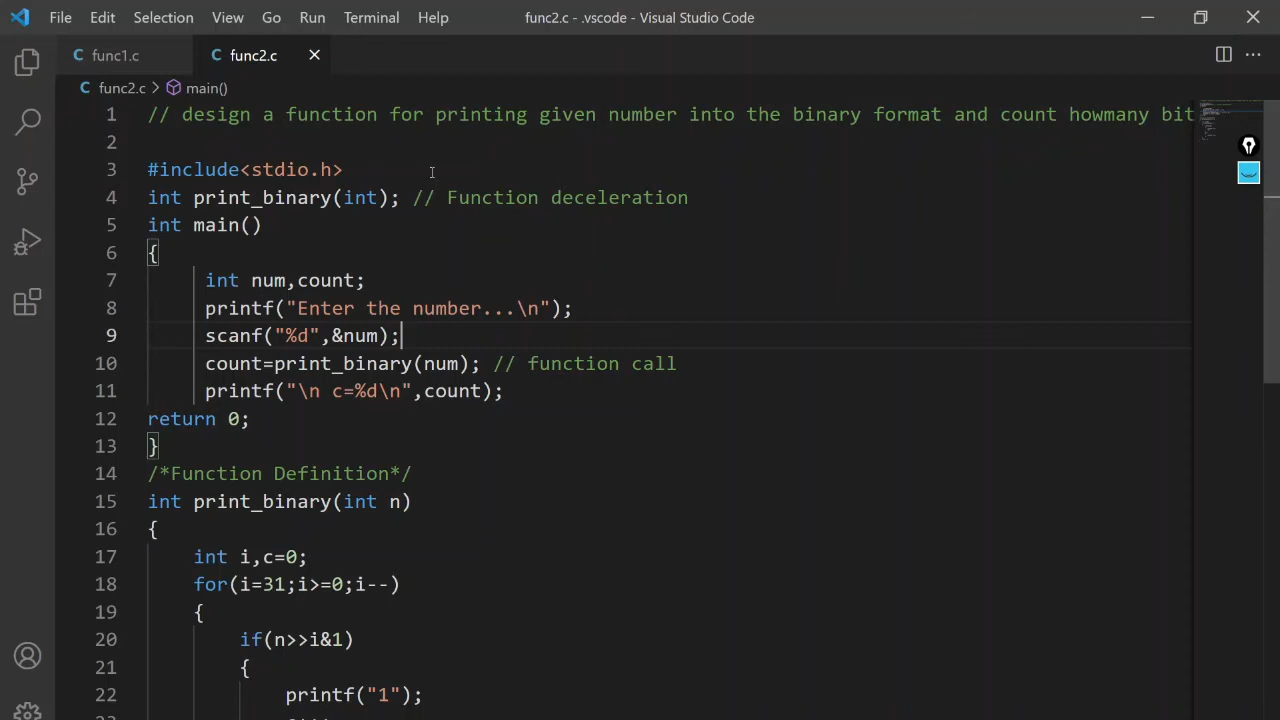 File Edit Selection View Go Run Terminal Help func2.c - .vscode - Visual Studio Code
C func1.c C func2.c
C func2.c > main()
1 // design a function for printing given number into the binary format and count howmany bit
2
3 #include<stdio.h>
4 int print_binary(int); // Function deceleration
5 int main()
6 {
7 int num,count;
8 printf("Enter the number...\n");
9 scanf("%d",&num);
10 count=print_binary(num); // function call
11 printf("\n c=%d\n",count);
12 return 0;
13 }
14 /*Function Definition*/
15 int print_binary(int n)
16 {
17 int i,c=0;
18 for(i=31;i>=0;i--)
19 {
20 if(n>>i&1)
21 {
22 printf("1");